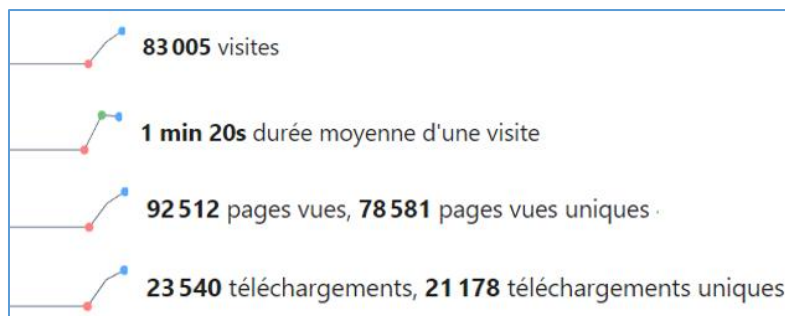 83 005 visites
1 min 20s durée moyenne d'une visite
92 512 pages vues, 78 581 pages vues uniques
23 540 téléchargements, 21 178 téléchargements uniques